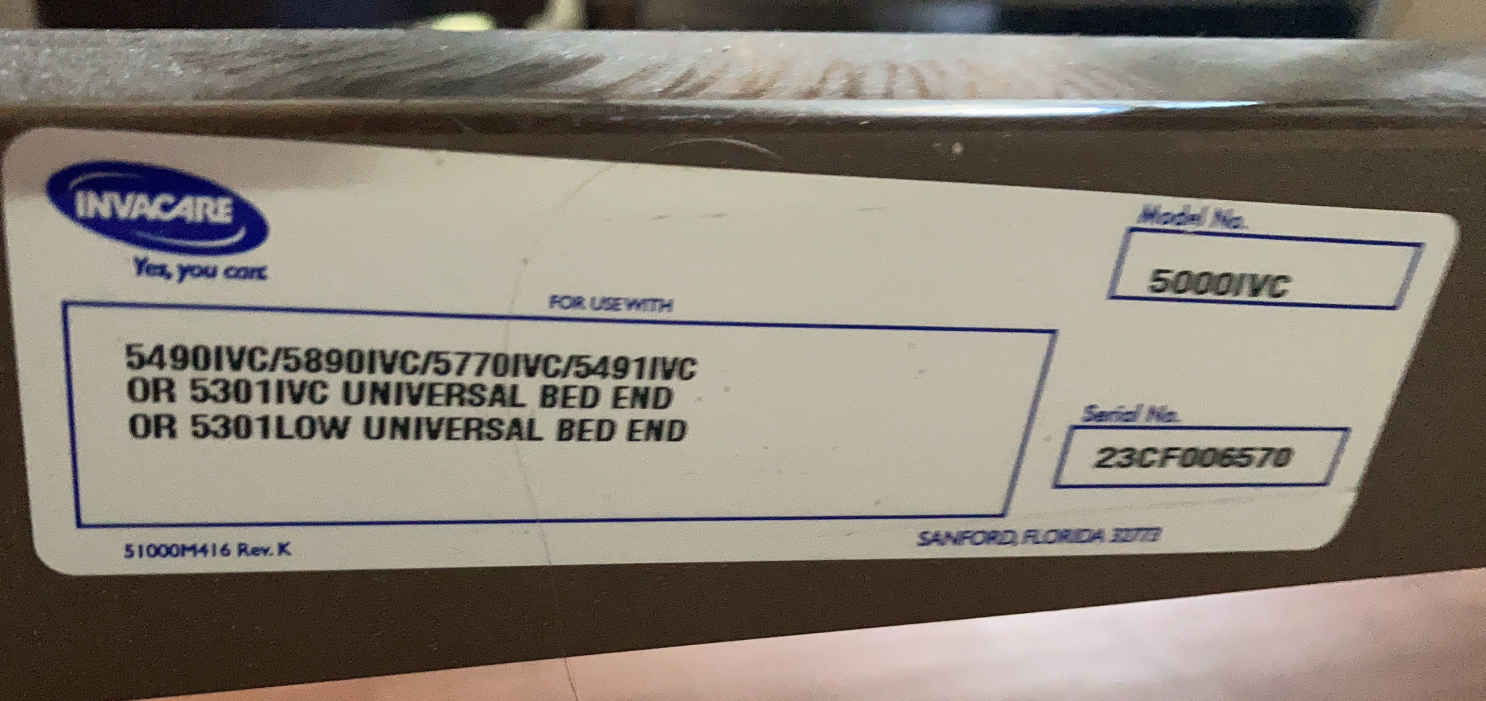 INVACARE
Yes, you can.
Model No.
5000IVC
FOR USE WITH
5490IVC/5890IVC/5770IVC/5491IVC
OR 5301IVC UNIVERSAL BED END
OR 5301LOW UNIVERSAL BED END
Serial No.
23CF006570
SANFORD, FLORIDA 32773
51000M416 Rev. K